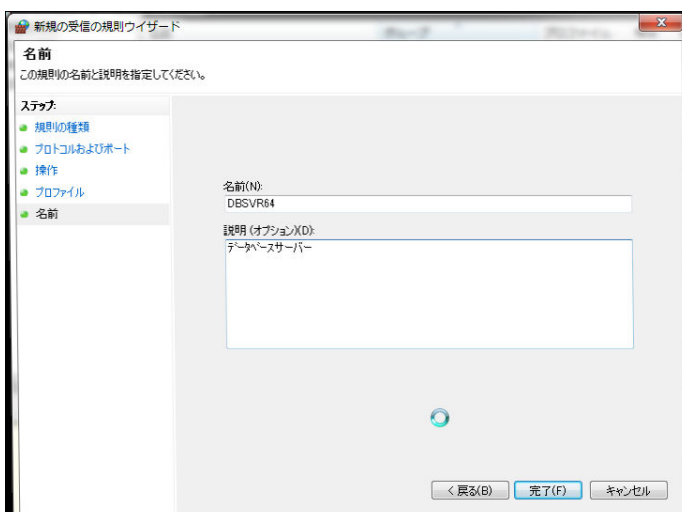 新規の受信の規則ウイザード
名前
この規則の名前と説明を指定してください。
ステップ:
規則の種類
プロトコルおよびポート
操作
プロファイル
名前
名前(N):
DBSVR64
説明 (オプション)(D):
データベースサーバー
< 戻る(B)
完了(F)
キャンセル